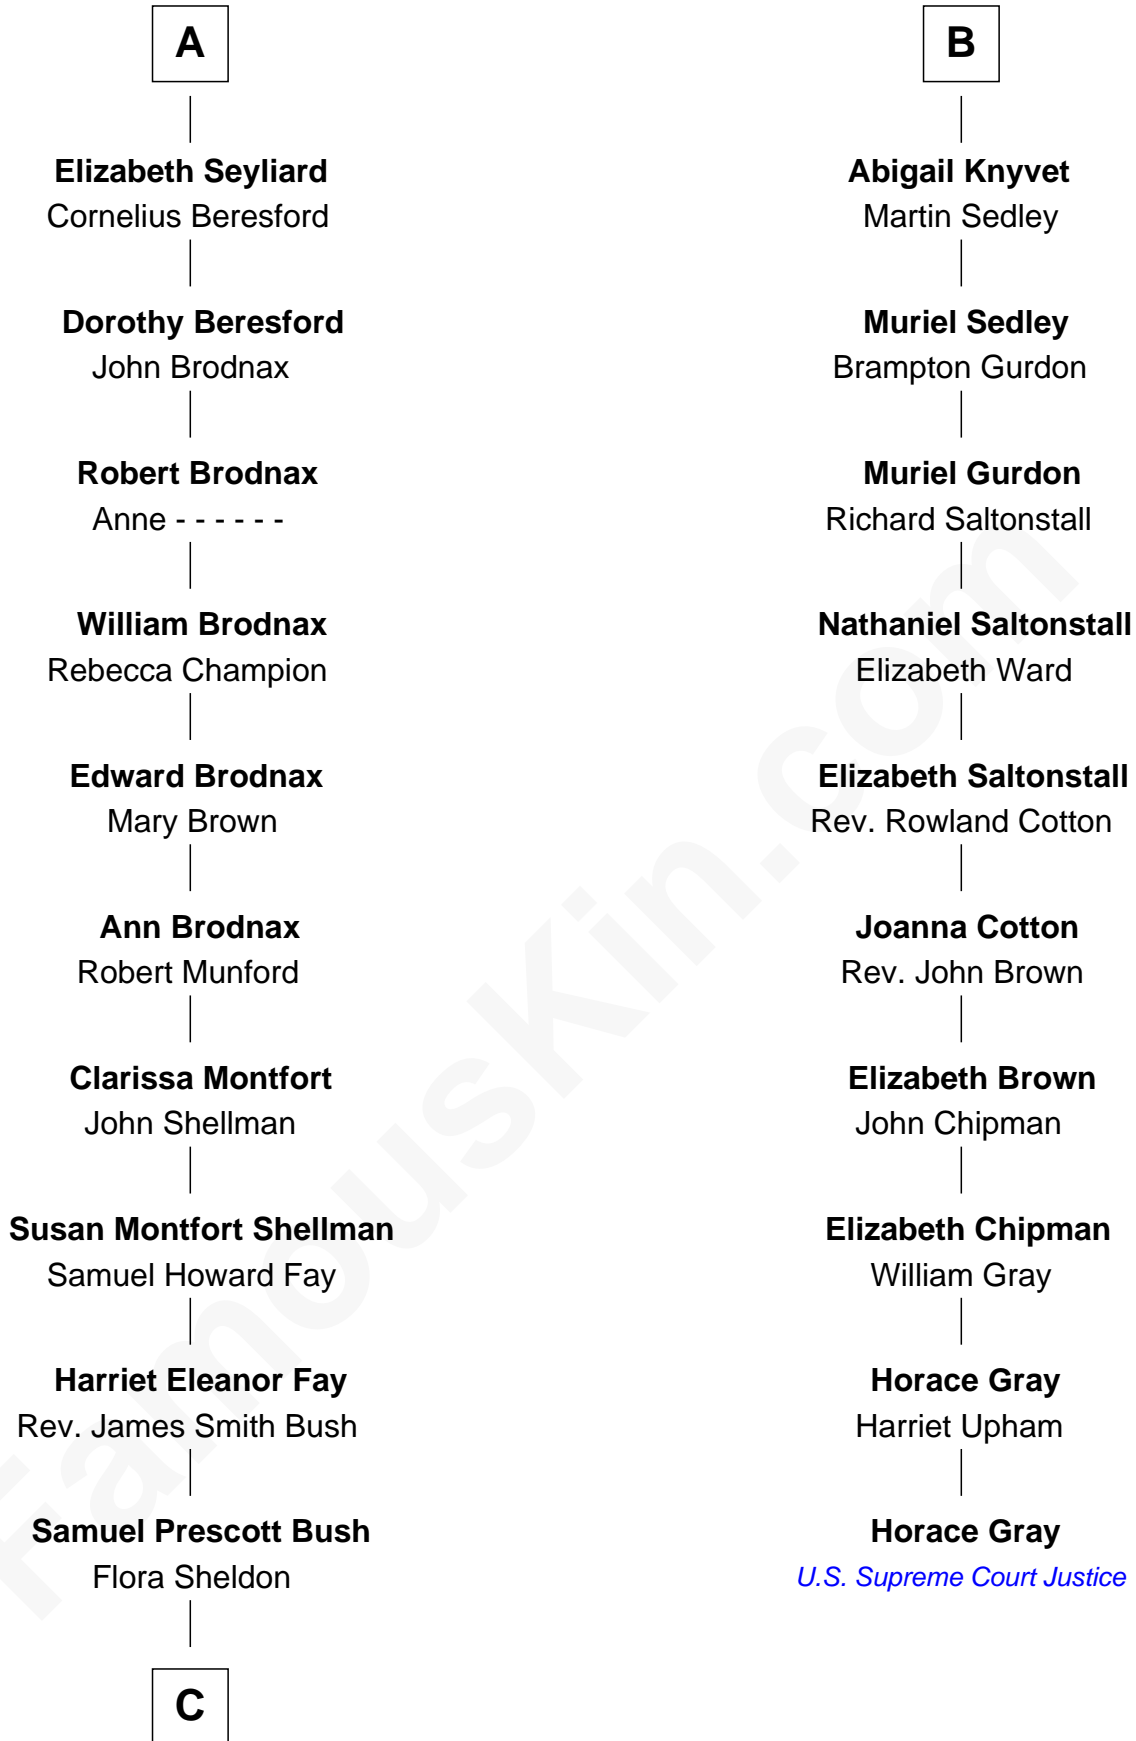 A
Elizabeth Seyliard
Cornelius Beresford
Dorothy Beresford
John Brodnax
Robert Brodnax
Anne - - - - - -
William Brodnax
Rebecca Champion
Edward Brodnax
Mary Brown
Ann Brodnax
Robert Munford
Clarissa Montfort
John Shellman
Susan Montfort Shellman
Samuel Howard Fay
Harriet Eleanor Fay
Rev. James Smith Bush
Samuel Prescott Bush
Flora Sheldon
C
B
Abigail Knyvet
Martin Sedley
Muriel Sedley
Brampton Gurdon
Muriel Gurdon
Richard Saltonstall
Nathaniel Saltonstall
Elizabeth Ward
Elizabeth Saltonstall
Rev. Rowland Cotton
Joanna Cotton
Rev. John Brown
Elizabeth Brown
John Chipman
Elizabeth Chipman
William Gray
Horace Gray
Harriet Upham
Horace Gray
U.S. Supreme Court Justice
FamousKin.com